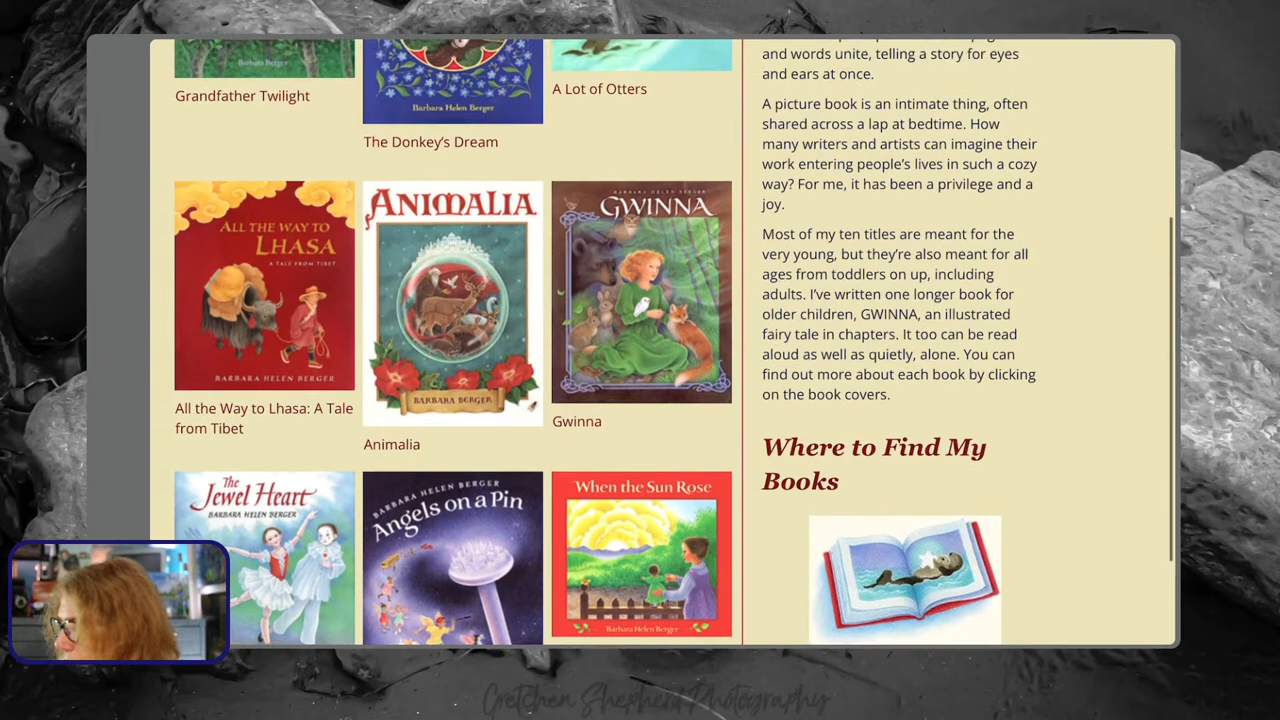 Barbara Berger
Grandfather Twilight
Barbara Helen Berger
The Donkey's Dream
A Lot of Otters
ALL THE WAY TO
LHASA
A TALE FROM TIBET
BARBARA HELEN BERGER
All the Way to Lhasa: A Tale
from Tibet
ANIMALIA
BARBARA BERGER
Animalia
BARBARA HELEN BERGER
GWINNA
Gwinna
The
Jewel Heart
BARBARA HELEN BERGER
BARBARA HELEN BERGER
Angels on a Pin
When the Sun Rose
Barbara Helen Berger
and words unite, telling a story for eyes
and ears at once.
A picture book is an intimate thing, often
shared across a lap at bedtime. How
many writers and artists can imagine their
work entering people's lives in such a cozy
way? For me, it has been a privilege and a
joy.
Most of my ten titles are meant for the
very young, but they're also meant for all
ages from toddlers on up, including
adults. I've written one longer book for
older children, GWINNA, an illustrated
fairy tale in chapters. It too can be read
aloud as well as quietly, alone. You can
find out more about each book by clicking
on the book covers.
Where to Find My
Books
Gretchen Shepherd Photography